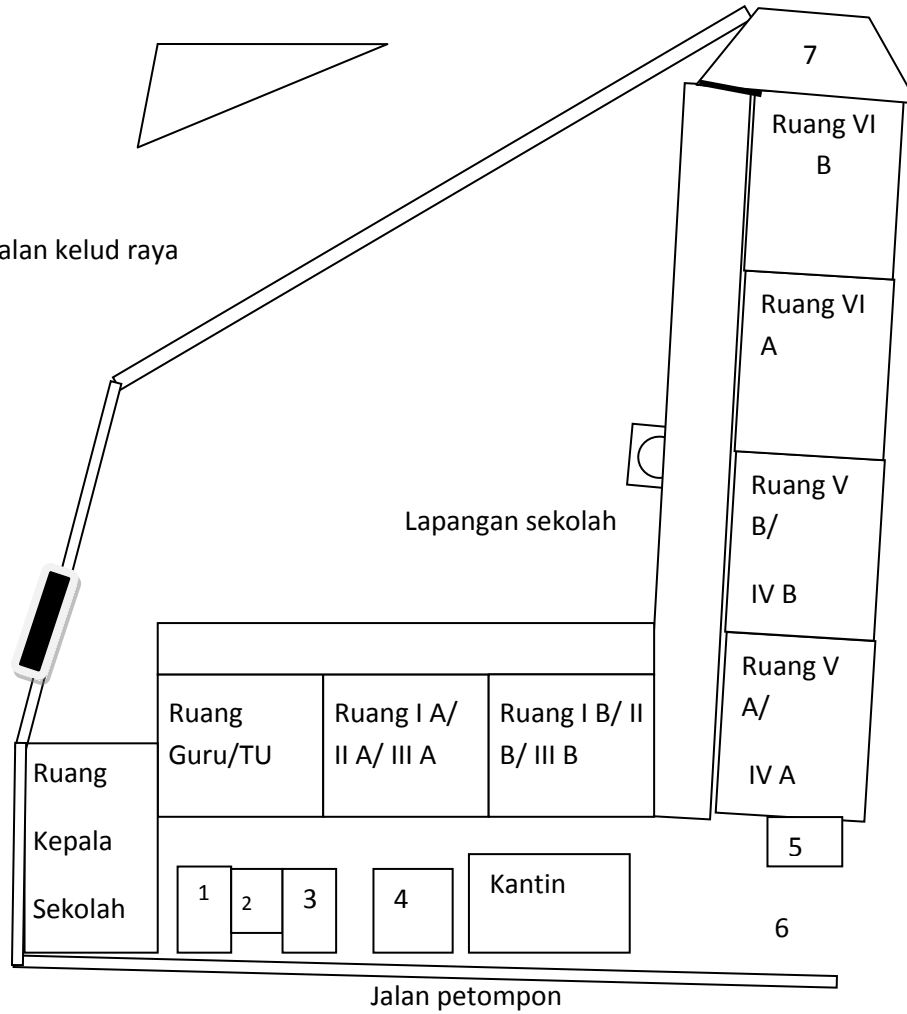 7
Ruang VI
B
alan kelud raya
Ruang VI
A
Lapangan sekolah
Ruang V
B/
IV B
Ruang
Guru/TU
Ruang I A/
II A/ III A
Ruang I B/ II
B/ III B
Ruang V
A/
IV A
Ruang
Kepala
Sekolah
1
2
3
4
Kantin
5
6
Jalan petompon